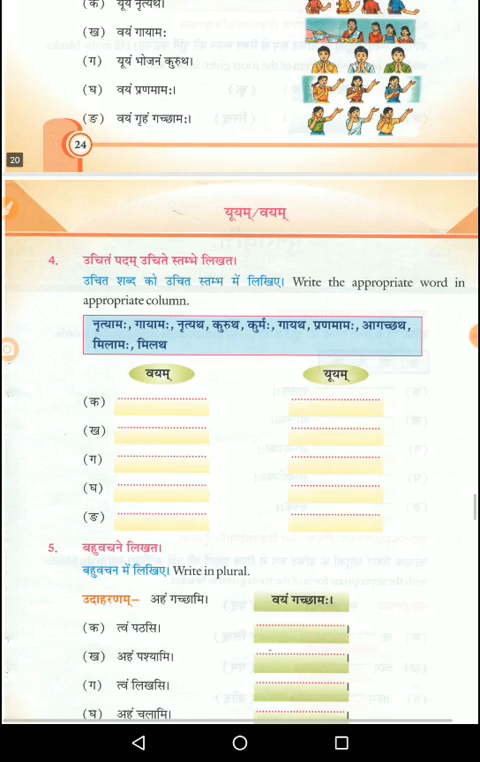 (क) यूयं नृत्यथ।
(ख) वयं गायाम:
(ग) यूयं भोजनं कुरुथ।
(घ) वयं प्रणमाम:।
(ङ) वयं गृहं गच्छाम:।
24
20
यूयम्/वयम्
4. उचितं पदम् उचिते स्तम्भे लिखत।
उचित शब्द को उचित स्तम्भ में लिखिए। Write the appropriate word in
appropriate column.
नृत्यामः, गायामः, नृत्यथ, कुरुथ, कुर्मः, गायथ, प्रणमामः, आगच्छथ,
मिलामः, मिलथ
वयम् यूयम्
(क)
(ख)
(ग)
(घ)
(ङ)
5. बहुवचने लिखत।
बहुवचन में लिखिए। Write in plural.
उदाहरणम्– अहं गच्छामि। वयं गच्छामः।
(क) त्वं पठसि।
(ख) अहं पश्यामि।
(ग) त्वं लिखसि।
(घ) अहं चलामि।